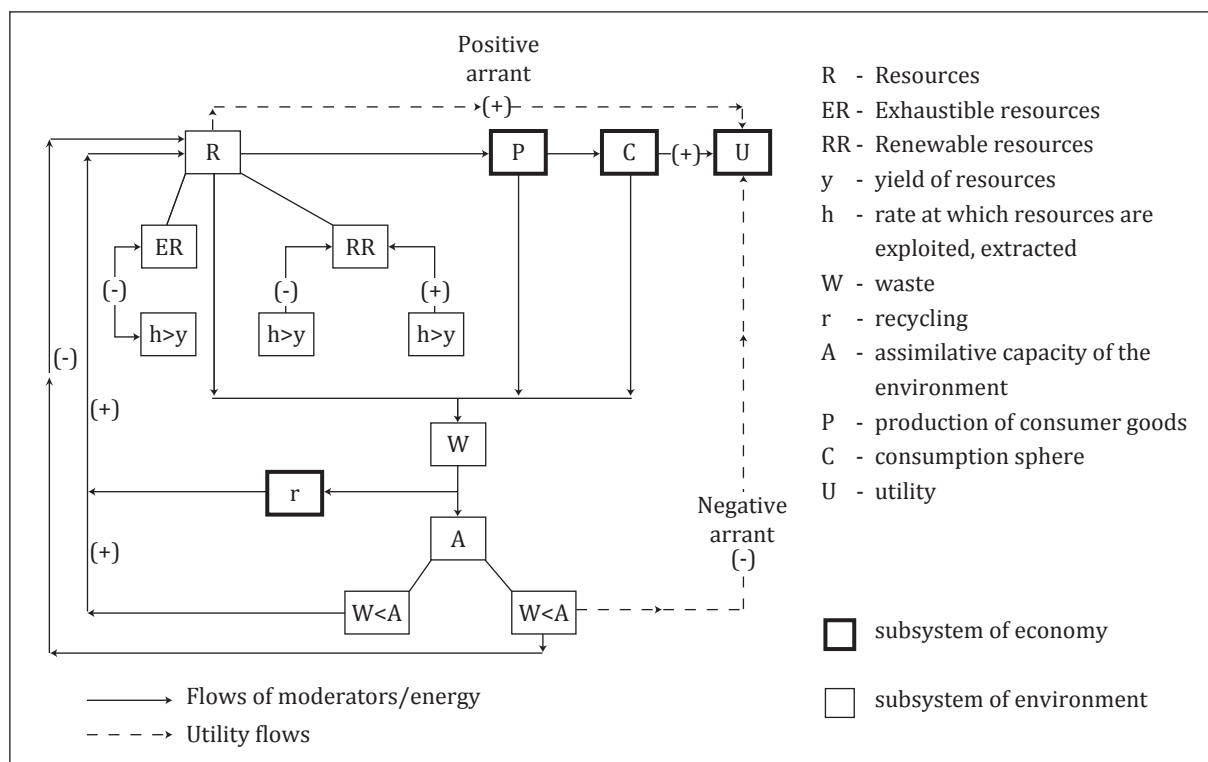 Positive
arrant
(+)
R
P
C
(+)
U
ER
RR
(-)
(-)
(+)
h>y
h>y
h>y
(-)
(+)
W
r
(+)
A
Negative
arrant
(-)
W<A
W<A
Flows of moderators/energy
Utility flows
R - Resources
ER - Exhaustible resources
RR - Renewable resources
y - yield of resources
h - rate at which resources are
exploited, extracted
W - waste
r - recycling
A - assimilative capacity of the
environment
P - production of consumer goods
C - consumption sphere
U - utility
subsystem of economy
subsystem of environment